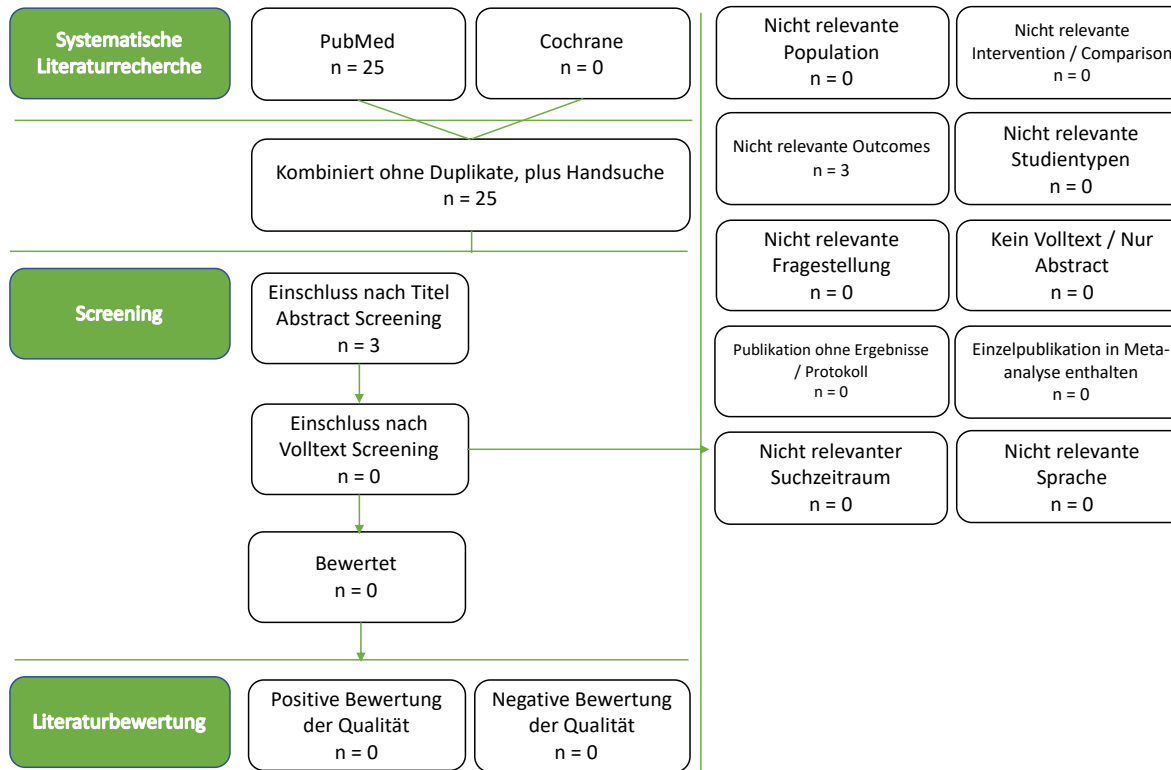 Systematische
Literaturrecherche
PubMed
n = 25
Cochrane
n = 0
Kombiniert ohne Duplikate, plus Handsuche
n = 25
Screening
Einschluss nach Titel
Abstract Screening
n = 3
Einschluss nach
Volltext Screening
n = 0
Bewertet
n = 0
Literaturbewertung
Positive Bewertung
der Qualität
n = 0
Negative Bewertung
der Qualität
n = 0
Nicht relevante
Population
n = 0
Nicht relevante
Intervention / Comparison
n = 0
Nicht relevante Outcomes
n = 3
Nicht relevante
Studientypen
n = 0
Nicht relevante
Fragestellung
n = 0
Kein Volltext / Nur
Abstract
n = 0
Publikation ohne Ergebnisse
/ Protokoll
n = 0
Einzelpublikation in Meta-
analyse enthalten
n = 0
Nicht relevanter
Suchzeitraum
n = 0
Nicht relevante
Sprache
n = 0